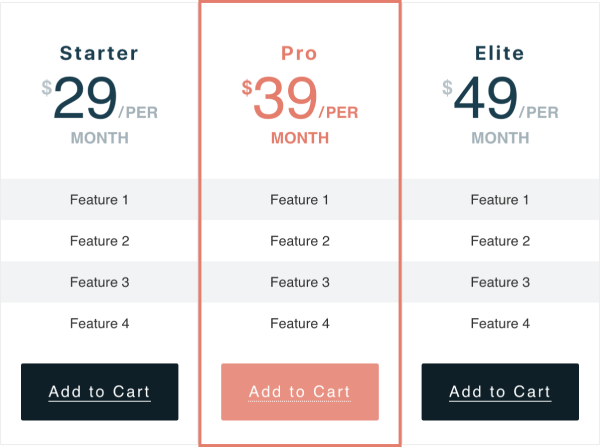 Starter
$29/PER
MONTH
Feature 1
Feature 2
Feature 3
Feature 4
Add to Cart
Pro
$39/PER
MONTH
Feature 1
Feature 2
Feature 3
Feature 4
Add to Cart
Elite
$49/PER
MONTH
Feature 1
Feature 2
Feature 3
Feature 4
Add to Cart